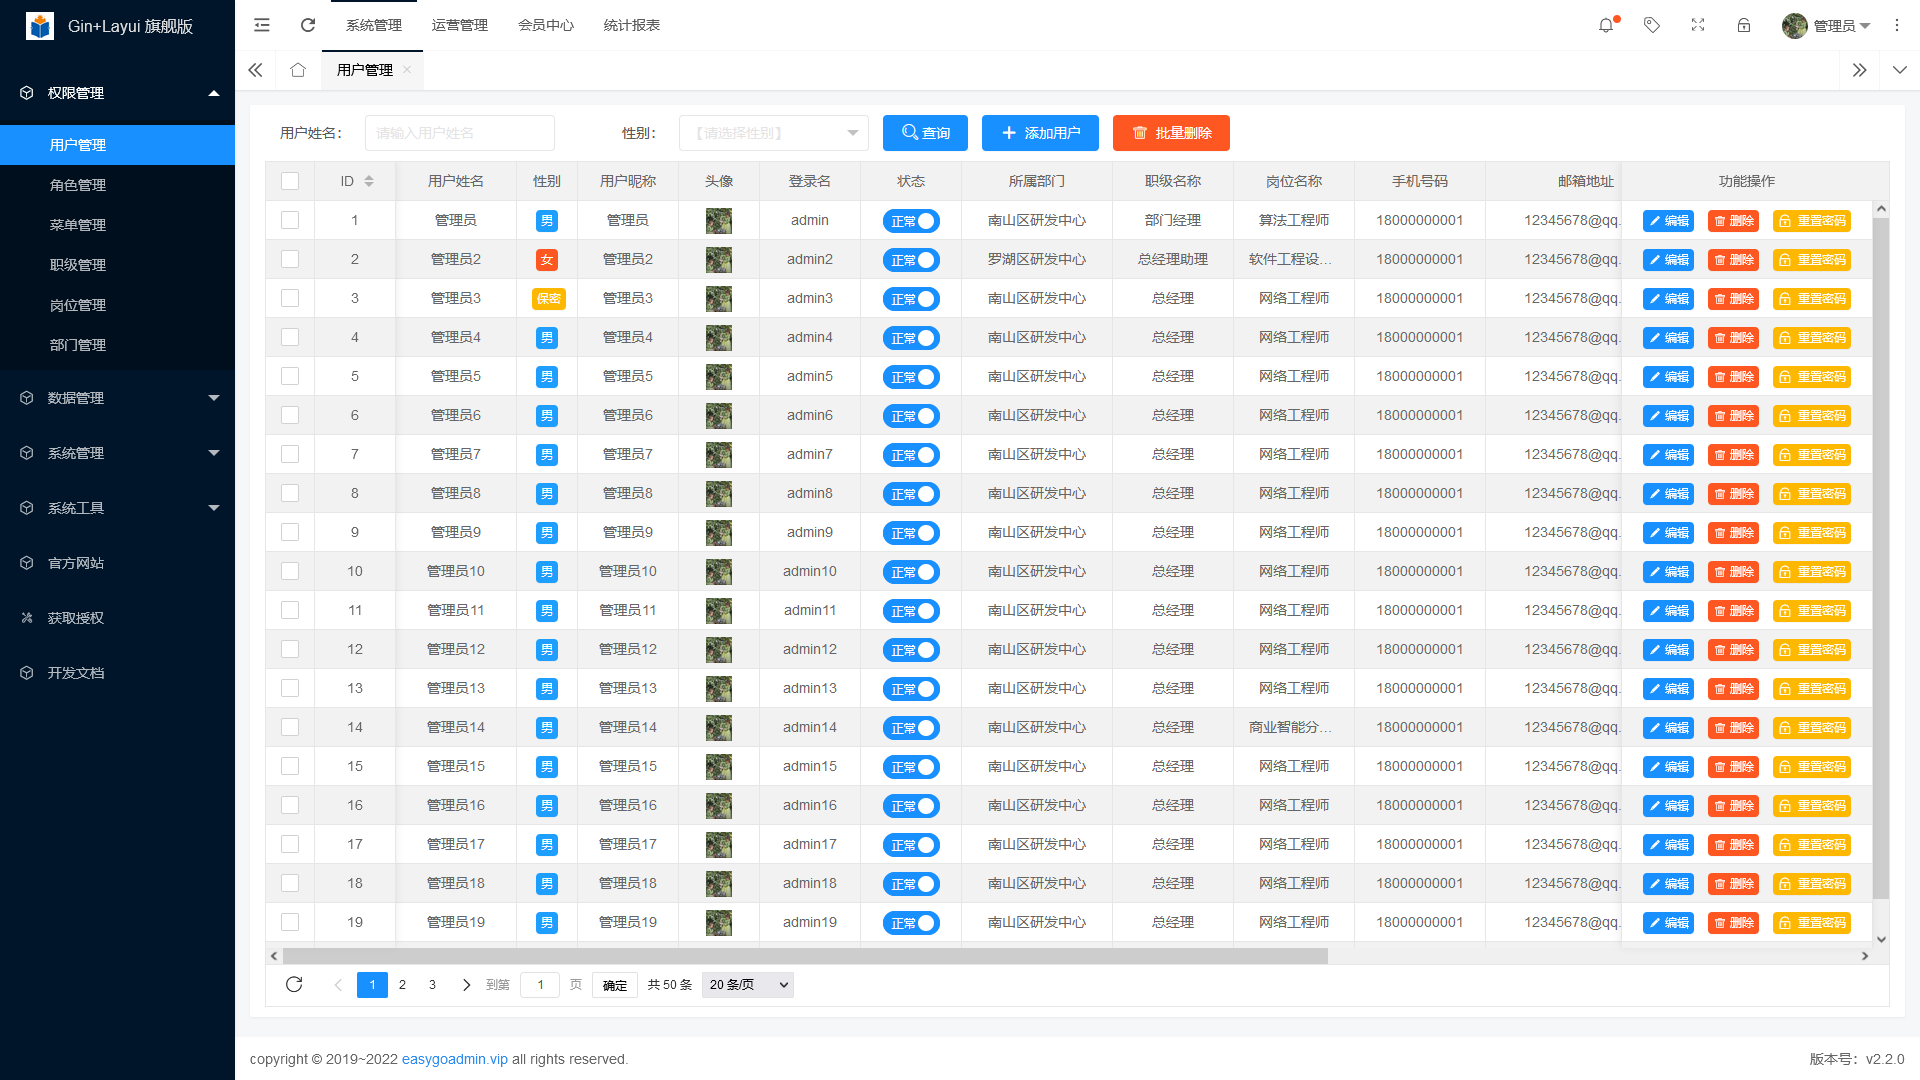 Gin+Layui 旗舰版
系统管理 运营管理 会员中心 统计报表
管理员
用户管理
权限管理
用户管理
角色管理
菜单管理
职级管理
岗位管理
部门管理
数据管理
系统管理
系统工具
官方网站
获取授权
开发文档
用户姓名： 请输入用户姓名 性别： 【请选择性别】 查询 添加用户 批量删除
ID 用户姓名 性别 用户昵称 头像 登录名 状态 所属部门 职级名称 岗位名称 手机号码 邮箱地址 功能操作
1 管理员 男 管理员 admin 正常 南山区研发中心 部门经理 算法工程师 18000000001 12345678@qq. 编辑 删除 重置密码
2 管理员2 女 管理员2 admin2 正常 罗湖区研发中心 总经理助理 软件工程设... 18000000001 12345678@qq. 编辑 删除 重置密码
3 管理员3 保密 管理员3 admin3 正常 南山区研发中心 总经理 网络工程师 18000000001 12345678@qq. 编辑 删除 重置密码
4 管理员4 男 管理员4 admin4 正常 南山区研发中心 总经理 网络工程师 18000000001 12345678@qq. 编辑 删除 重置密码
5 管理员5 男 管理员5 admin5 正常 南山区研发中心 总经理 网络工程师 18000000001 12345678@qq. 编辑 删除 重置密码
6 管理员6 男 管理员6 admin6 正常 南山区研发中心 总经理 网络工程师 18000000001 12345678@qq. 编辑 删除 重置密码
7 管理员7 男 管理员7 admin7 正常 南山区研发中心 总经理 网络工程师 18000000001 12345678@qq. 编辑 删除 重置密码
8 管理员8 男 管理员8 admin8 正常 南山区研发中心 总经理 网络工程师 18000000001 12345678@qq. 编辑 删除 重置密码
9 管理员9 男 管理员9 admin9 正常 南山区研发中心 总经理 网络工程师 18000000001 12345678@qq. 编辑 删除 重置密码
10 管理员10 男 管理员10 admin10 正常 南山区研发中心 总经理 网络工程师 18000000001 12345678@qq. 编辑 删除 重置密码
11 管理员11 男 管理员11 admin11 正常 南山区研发中心 总经理 网络工程师 18000000001 12345678@qq. 编辑 删除 重置密码
12 管理员12 男 管理员12 admin12 正常 南山区研发中心 总经理 网络工程师 18000000001 12345678@qq. 编辑 删除 重置密码
13 管理员13 男 管理员13 admin13 正常 南山区研发中心 总经理 网络工程师 18000000001 12345678@qq. 编辑 删除 重置密码
14 管理员14 男 管理员14 admin14 正常 南山区研发中心 总经理 商业智能分... 18000000001 12345678@qq. 编辑 删除 重置密码
15 管理员15 男 管理员15 admin15 正常 南山区研发中心 总经理 网络工程师 18000000001 12345678@qq. 编辑 删除 重置密码
16 管理员16 男 管理员16 admin16 正常 南山区研发中心 总经理 网络工程师 18000000001 12345678@qq. 编辑 删除 重置密码
17 管理员17 男 管理员17 admin17 正常 南山区研发中心 总经理 网络工程师 18000000001 12345678@qq. 编辑 删除 重置密码
18 管理员18 男 管理员18 admin18 正常 南山区研发中心 总经理 网络工程师 18000000001 12345678@qq. 编辑 删除 重置密码
19 管理员19 男 管理员19 admin19 正常 南山区研发中心 总经理 网络工程师 18000000001 12345678@qq. 编辑 删除 重置密码
1 2 3 到第 1 页 确定 共 50 条 20 条/页
copyright © 2019~2022 easygoadmin.vip all rights reserved. 版本号：v2.2.0